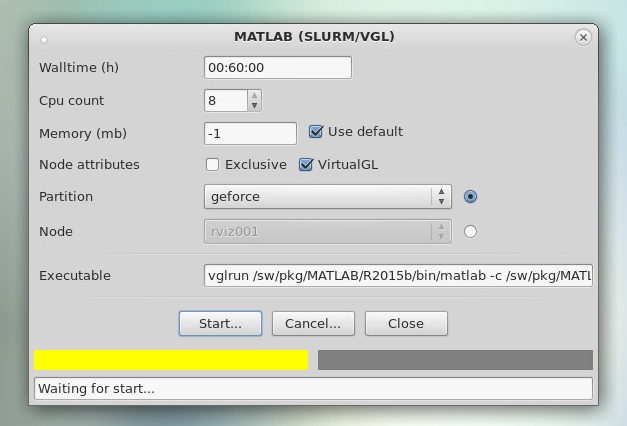 MATLAB (SLURM/VGL)
Walltime (h) 00:60:00
Cpu count 8
Memory (mb) -1 Use default
Node attributes Exclusive VirtualGL
Partition geforce
Node rviz001
Executable vglrun /sw/pkg/MATLAB/R2015b/bin/matlab -c /sw/pkg/MATL
Start... Cancel... Close
Waiting for start...